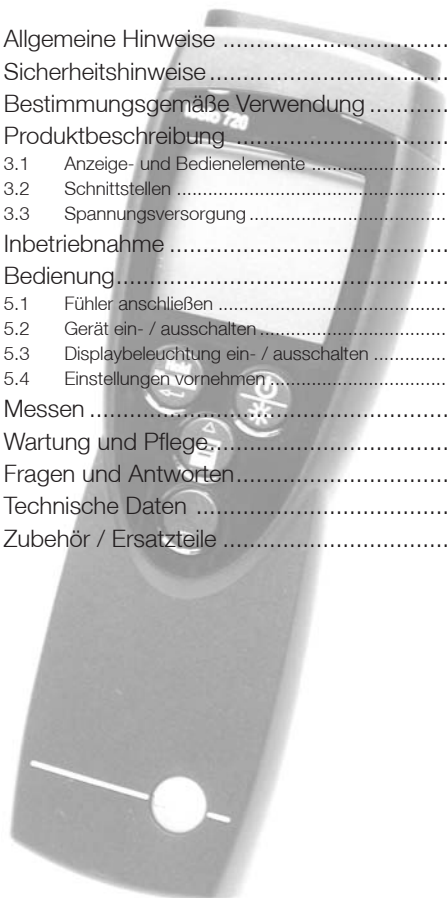 Allgemeine Hinweise ..............................
Sicherheitshinweise ..............................
Bestimmungsgemäße Verwendung ............
Produktbeschreibung ..............................
3.1 Anzeige- und Bedienelemente ..............................
3.2 Schnittstellen ..............................
3.3 Spannungsversorgung ..............................
Inbetriebnahme ..............................
Bedienung ..............................
5.1 Fühler anschließen ..............................
5.2 Gerät ein- / ausschalten ..............................
5.3 Displaybeleuchtung ein- / ausschalten ................
5.4 Einstellungen vornehmen ..............................
Messen ..............................
Wartung und Pflege ..............................
Fragen und Antworten ..............................
Technische Daten ..............................
Zubehör / Ersatzteile ..............................